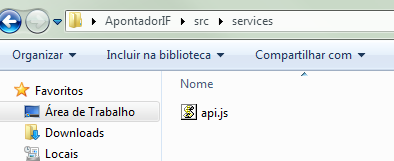 ApontadorIF ▸ src ▸ services
Organizar Incluir na biblioteca Compartilhar com
Nome
Favoritos
api.js
Área de Trabalho
Downloads
Locais